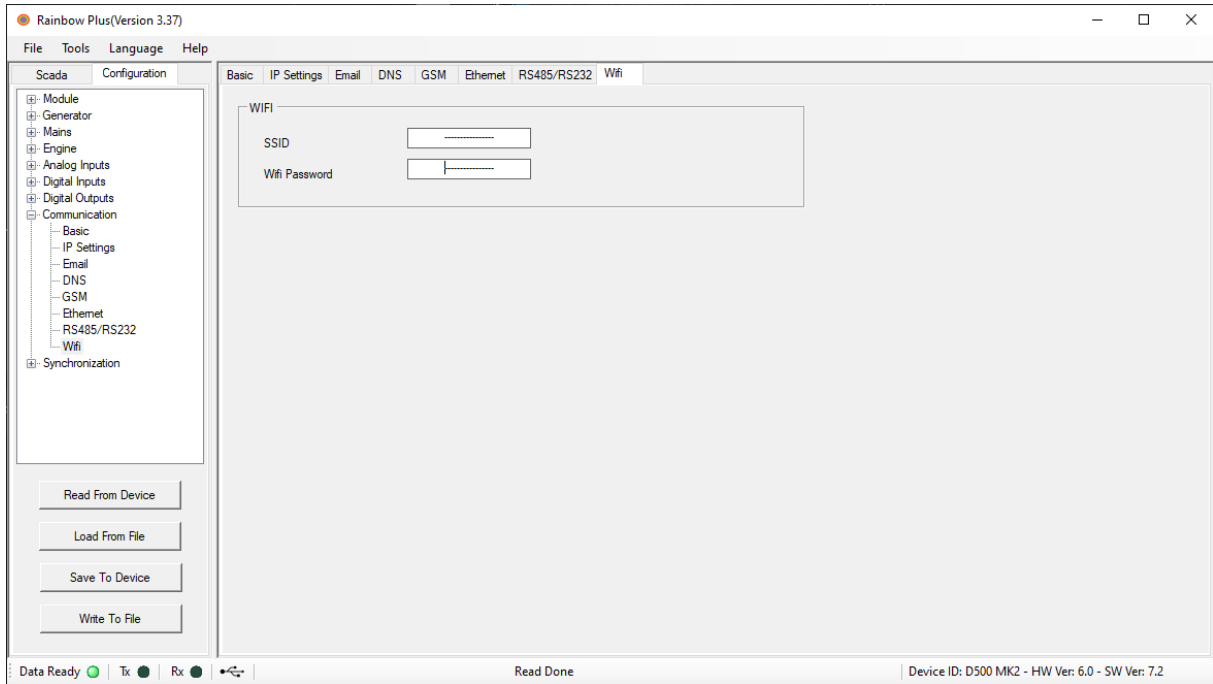 Rainbow Plus(Version 3.37)
File Tools Language Help
Scada Configuration
Module
Generator
Mains
Engine
Analog Inputs
Digital Inputs
Digital Outputs
Communication
Basic
IP Settings
Email
DNS
GSM
Ethernet
RS485/RS232
Wifi
Synchronization
Read From Device
Load From File
Save To Device
Write To File
Basic IP Settings Email DNS GSM Ethernet RS485/RS232 Wifi
WIFI
SSID ----------------
Wifi Password ----------------
Data Ready Tx Rx Read Done Device ID: D500 MK2 - HW Ver: 6.0 - SW Ver: 7.2